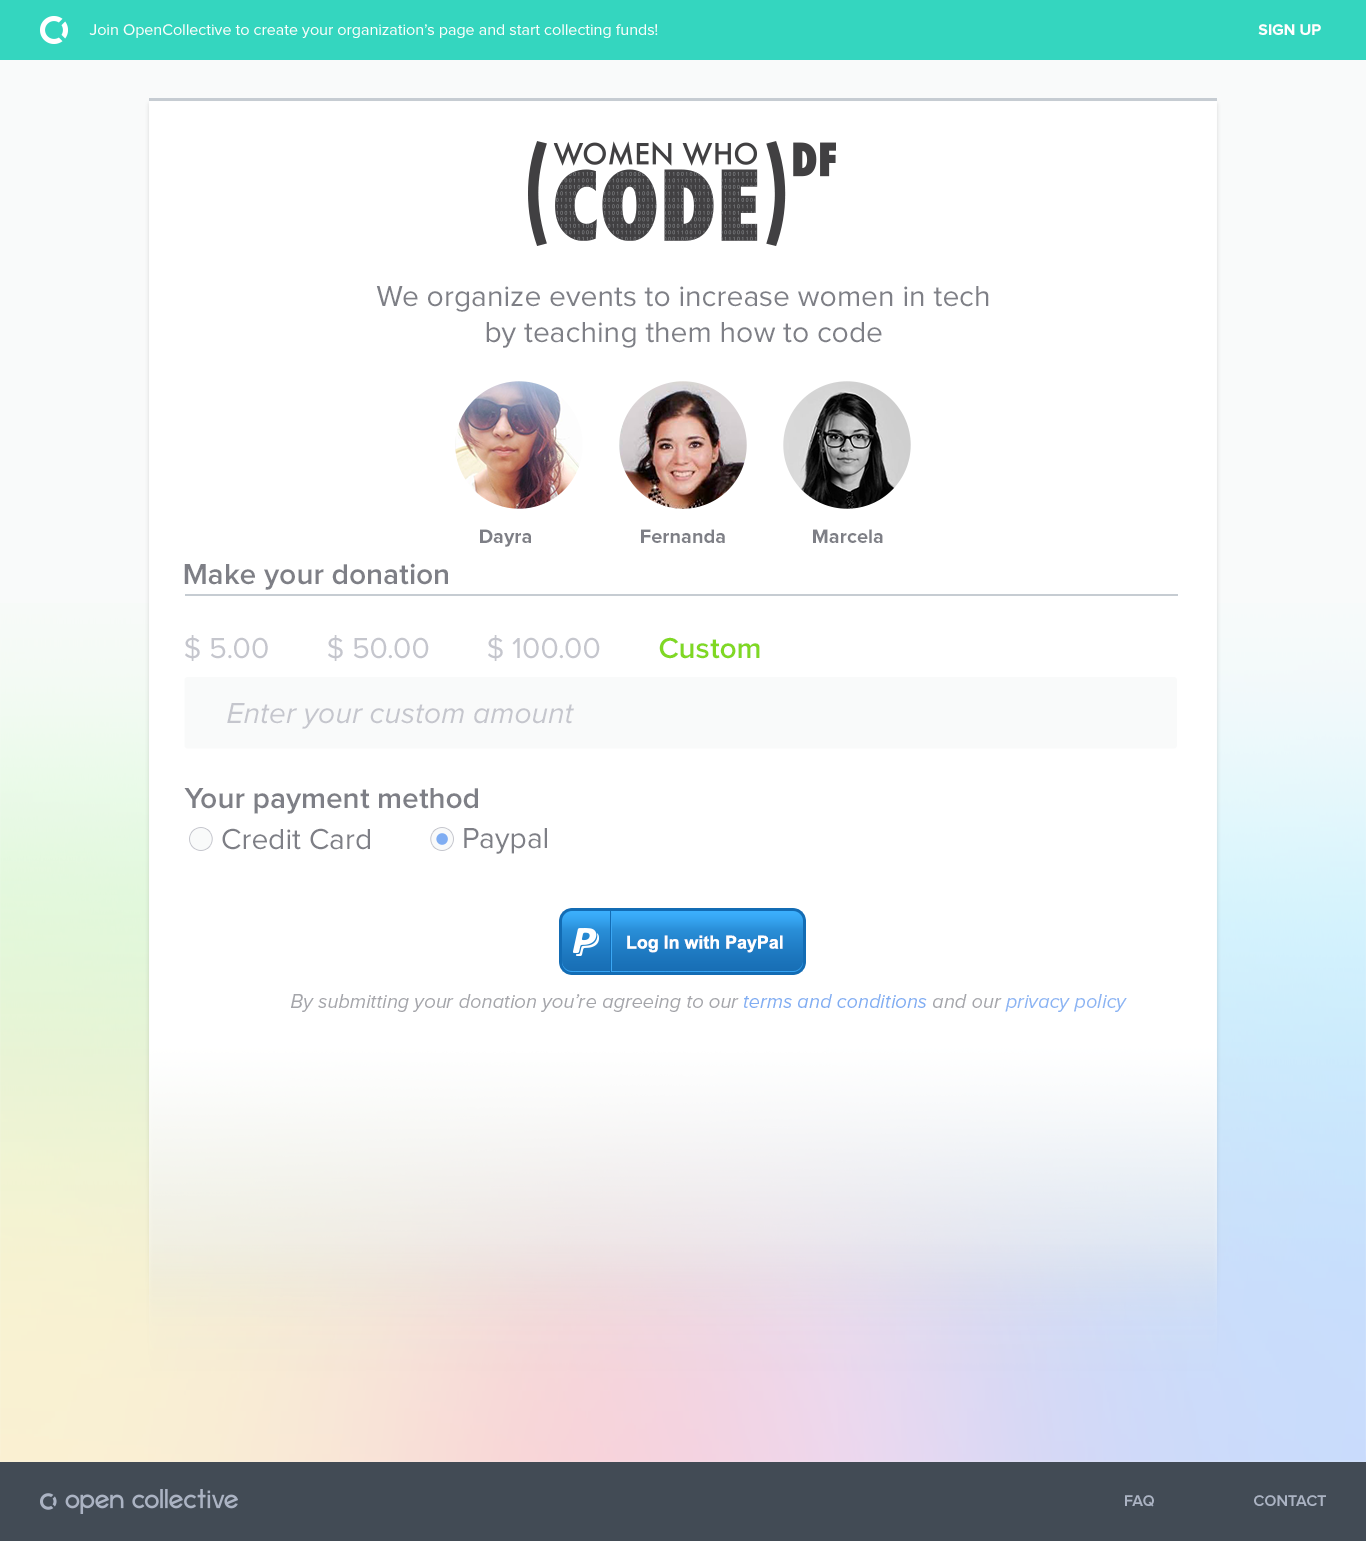 Join OpenCollective to create your organization’s page and start collecting funds!
SIGN UP
(WOMEN WHO CODE) DF
We organize events to increase women in tech
by teaching them how to code
Dayra
Fernanda
Marcela
Make your donation
$ 5.00
$ 50.00
$ 100.00
Custom
Enter your custom amount
Your payment method
Credit Card
Paypal
Log In with PayPal
By submitting your donation you’re agreeing to our terms and conditions and our privacy policy
open collective
FAQ
CONTACT